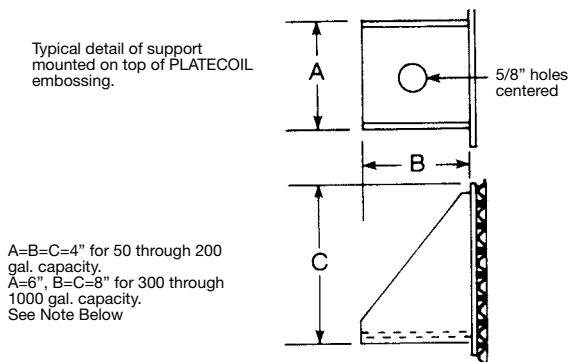 Typical detail of support
mounted on top of PLATECOIL
embossing.
A
5/8” holes
centered
B
C
A=B=C=4” for 50 through 200
gal. capacity.
A=6”, B=C=8” for 300 through
1000 gal. capacity.
See Note Below